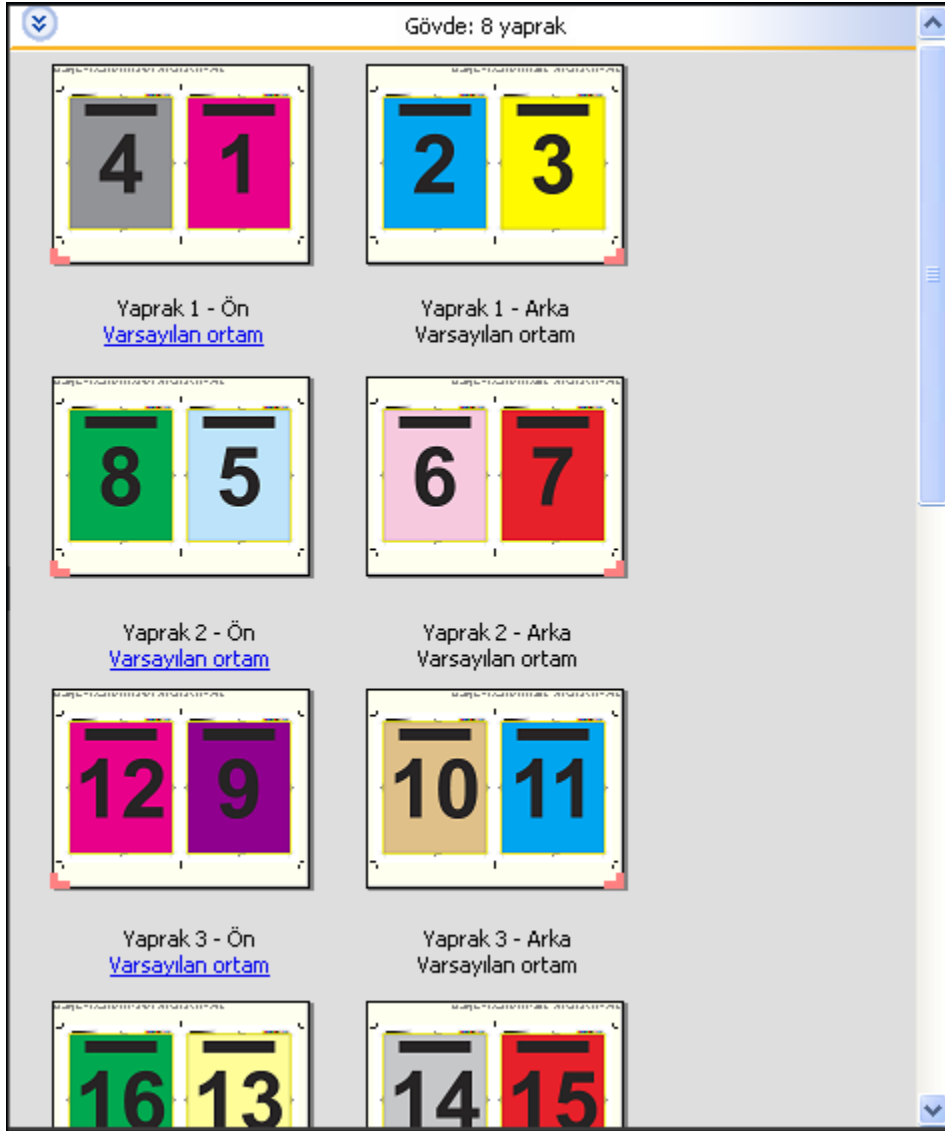 Gövde: 8 yaprak
4 1 2 3
Yaprak 1 - Ön Yaprak 1 - Arka
Varsayılan ortam Varsayılan ortam
8 5 6 7
Yaprak 2 - Ön Yaprak 2 - Arka
Varsayılan ortam Varsayılan ortam
12 9 10 11
Yaprak 3 - Ön Yaprak 3 - Arka
Varsayılan ortam Varsayılan ortam
16 13 14 15